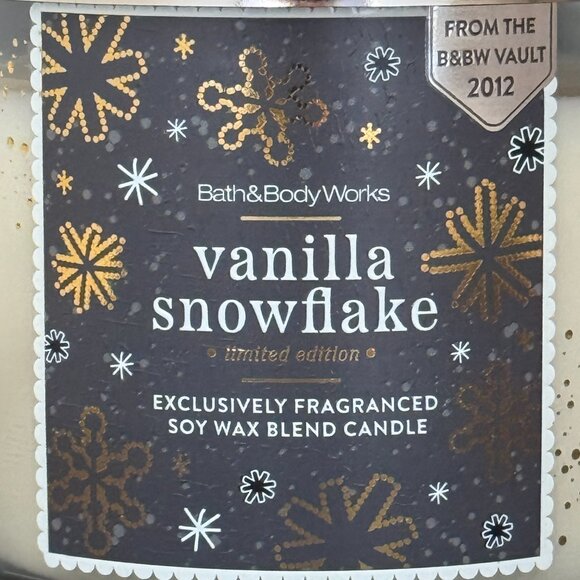 FROM THE
B&BW VAULT
2012
Bath&BodyWorks
vanilla
snowflake
• limited edition •
EXCLUSIVELY FRAGRANCED
SOY WAX BLEND CANDLE